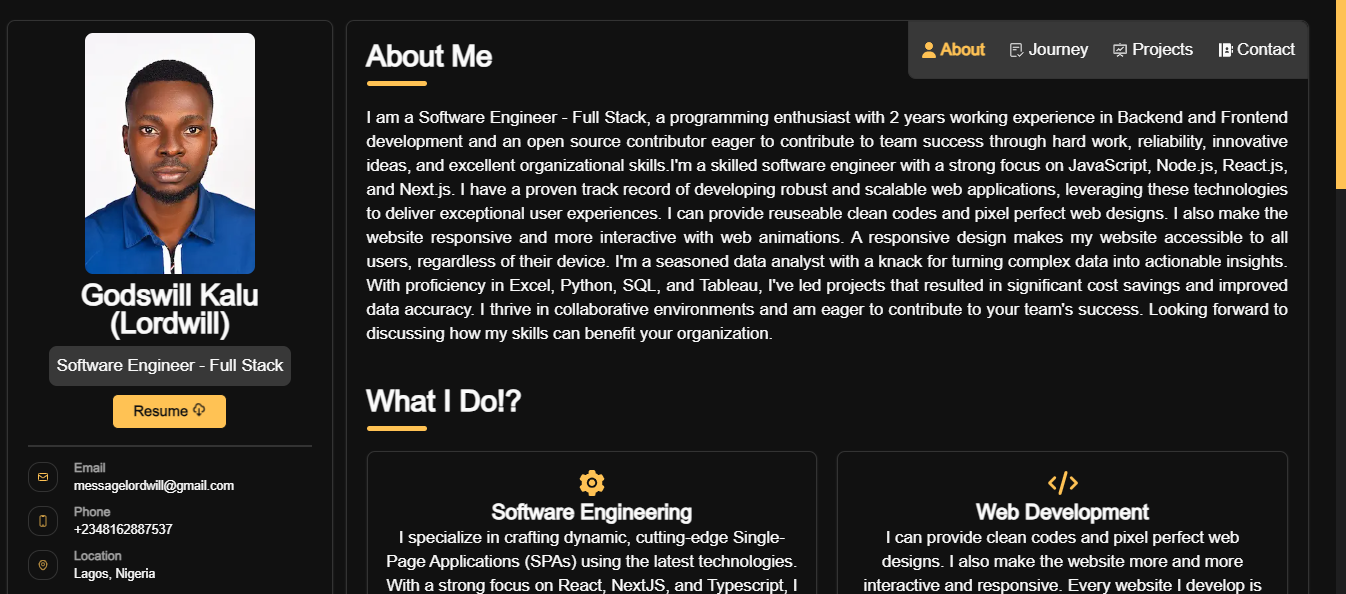 Godswill Kalu
(Lordwill)
Software Engineer - Full Stack
Resume
Email
messagelordwill@gmail.com
Phone
+2348162887537
Location
Lagos, Nigeria
About
Journey
Projects
Contact
About Me
I am a Software Engineer - Full Stack, a programming enthusiast with 2 years working experience in Backend and Frontend
development and an open source contributor eager to contribute to team success through hard work, reliability, innovative
ideas, and excellent organizational skills.I'm a skilled software engineer with a strong focus on JavaScript, Node.js, React.js,
and Next.js. I have a proven track record of developing robust and scalable web applications, leveraging these technologies
to deliver exceptional user experiences. I can provide reuseable clean codes and pixel perfect web designs. I also make the
website responsive and more interactive with web animations. A responsive design makes my website accessible to all
users, regardless of their device. I'm a seasoned data analyst with a knack for turning complex data into actionable insights.
With proficiency in Excel, Python, SQL, and Tableau, I've led projects that resulted in significant cost savings and improved
data accuracy. I thrive in collaborative environments and am eager to contribute to your team's success. Looking forward to
discussing how my skills can benefit your organization.
What I Do!?
Software Engineering
I specialize in crafting dynamic, cutting-edge Single-
Page Applications (SPAs) using the latest technologies.
With a strong focus on React, NextJS, and Typescript, I
Web Development
I can provide clean codes and pixel perfect web
designs. I also make the website more and more
interactive and responsive. Every website I develop is